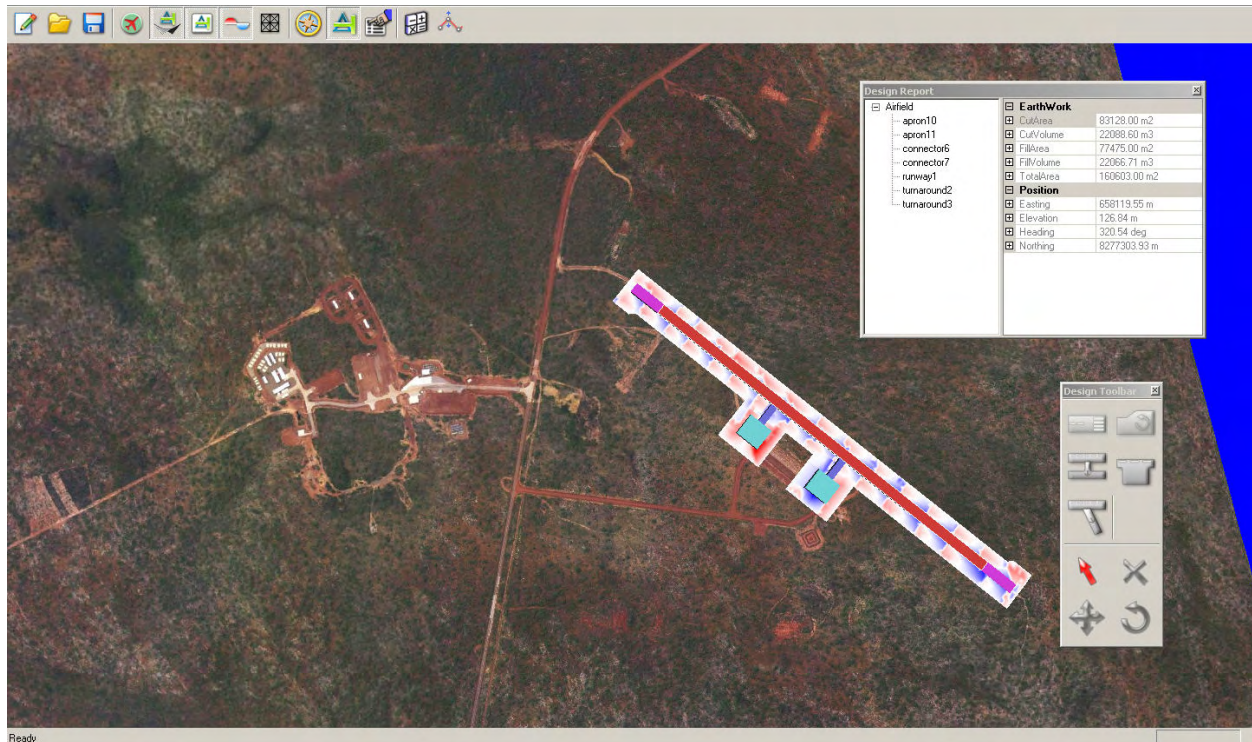 Design Report
Airfield
apron10
apron11
connector6
connector7
runway1
turnaround2
turnaround3
EarthWork
CutArea 83128.00 m2
CutVolume 22088.60 m3
FillArea 77475.00 m2
FillVolume 22066.71 m3
TotalArea 160603.00 m2
Position
Easting 658119.55 m
Elevation 126.84 m
Heading 320.54 deg
Northing 8277303.93 m
Design Toolbar
Ready